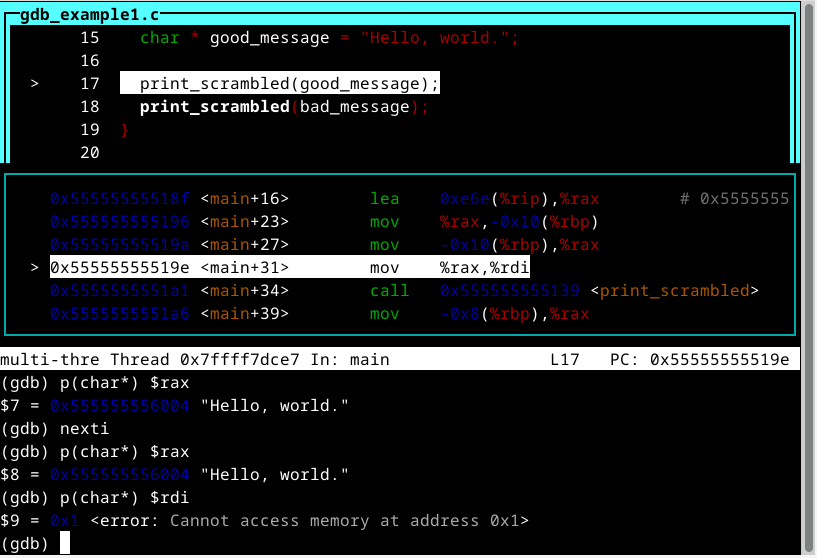 gdb_example1.c
15 char * good_message = "Hello, world.";
16
> 17 print_scrambled(good_message);
18 print_scrambled(bad_message);
19 }
20
0x55555555518f <main+16> lea 0xe6e(%rip),%rax # 0x5555555
0x555555555196 <main+23> mov %rax,-0x10(%rbp)
0x55555555519a <main+27> mov -0x10(%rbp),%rax
> 0x55555555519e <main+31> mov %rax,%rdi
0x5555555551a1 <main+34> call 0x555555555139 <print_scrambled>
0x5555555551a6 <main+39> mov -0x8(%rbp),%rax
multi-thre Thread 0x7ffff7dce7 In: main L17 PC: 0x55555555519e
(gdb) p(char*) $rax
$7 = 0x555555556004 "Hello, world."
(gdb) nexti
(gdb) p(char*) $rax
$8 = 0x555555556004 "Hello, world."
(gdb) p(char*) $rdi
$9 = 0x1 <error: Cannot access memory at address 0x1>
(gdb)